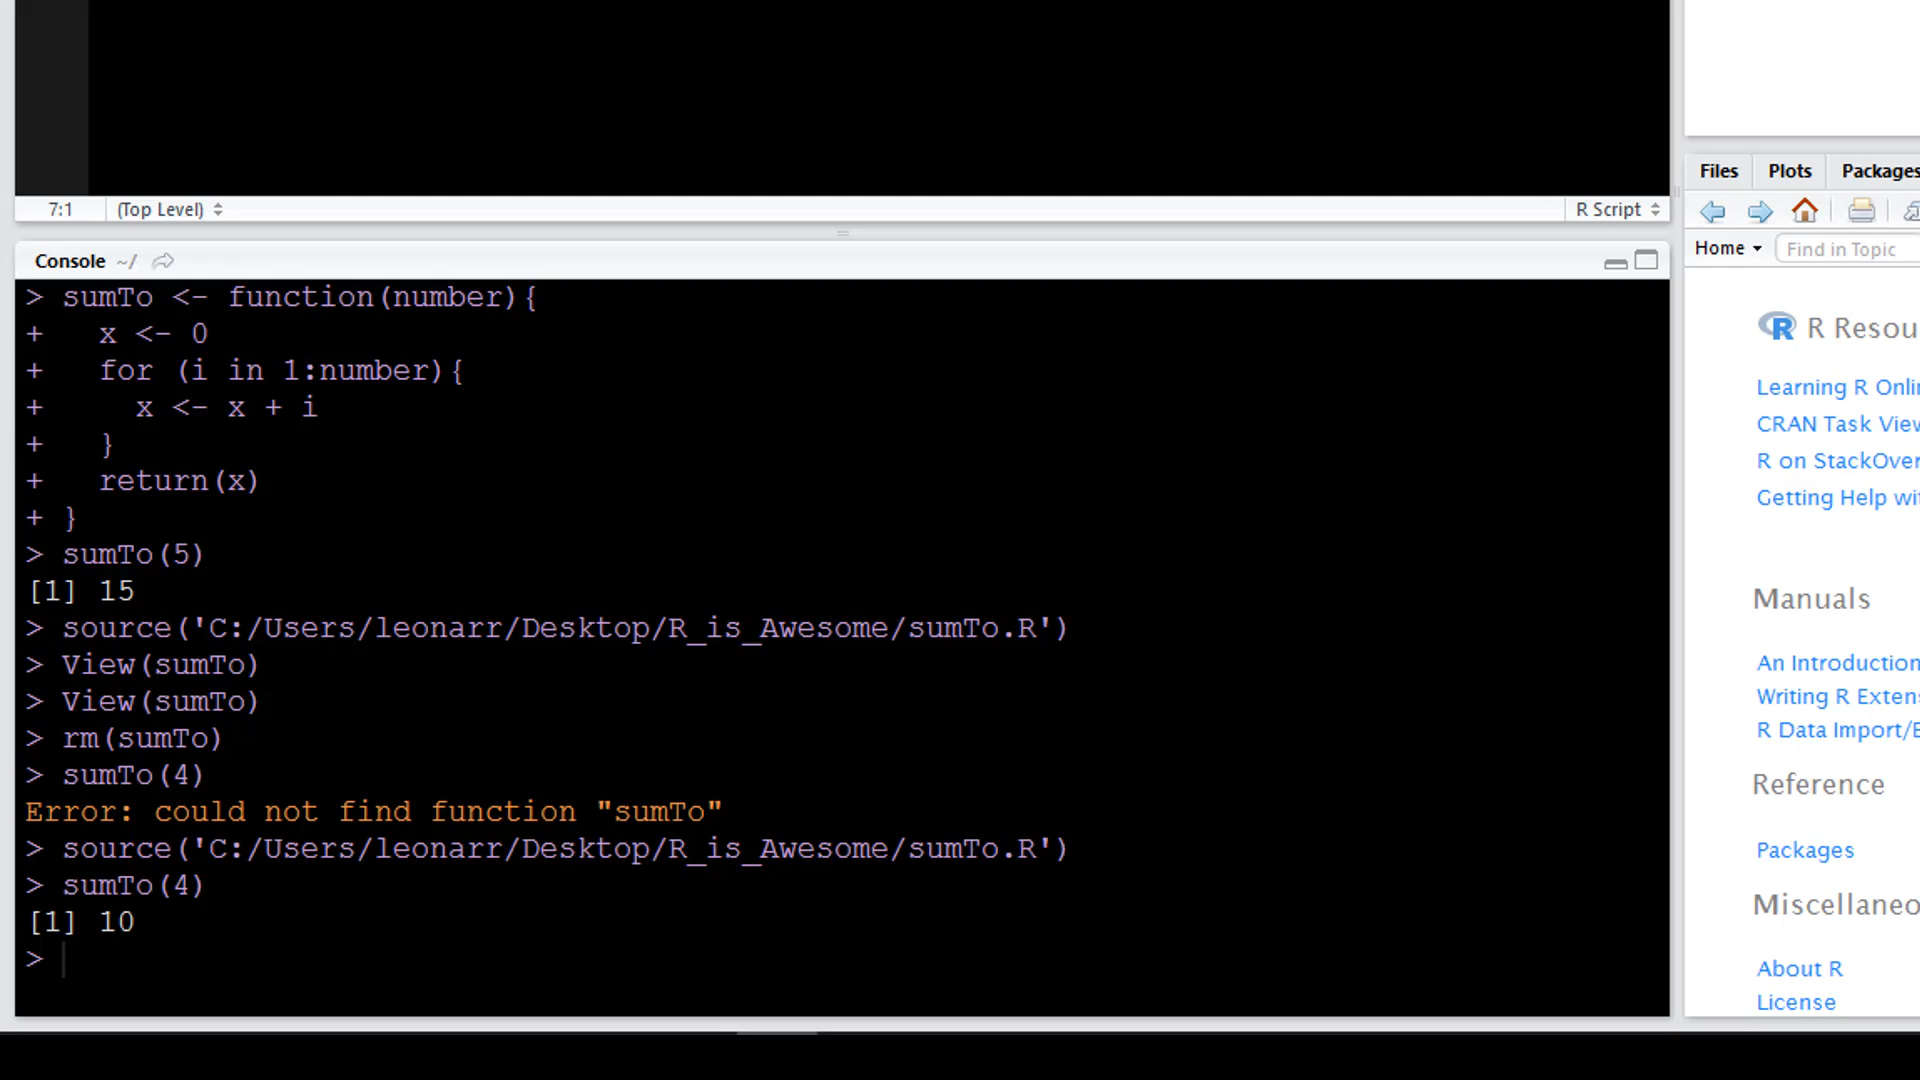 7:1 (Top Level) R Script
Console ~/
> sumTo <- function(number){
+   x <- 0
+   for (i in 1:number){
+     x <- x + i
+   }
+   return(x)
+ }
> sumTo(5)
[1] 15
> source('C:/Users/leonarr/Desktop/R_is_Awesome/sumTo.R')
> View(sumTo)
> View(sumTo)
> rm(sumTo)
> sumTo(4)
Error: could not find function "sumTo"
> source('C:/Users/leonarr/Desktop/R_is_Awesome/sumTo.R')
> sumTo(4)
[1] 10
>
Files Plots Packages
Home Find in Topic
R Resou
Learning R Onli
CRAN Task View
R on StackOver
Getting Help wi
Manuals
An Introduction
Writing R Extens
R Data Import/E
Reference
Packages
Miscellaneo
About R
License